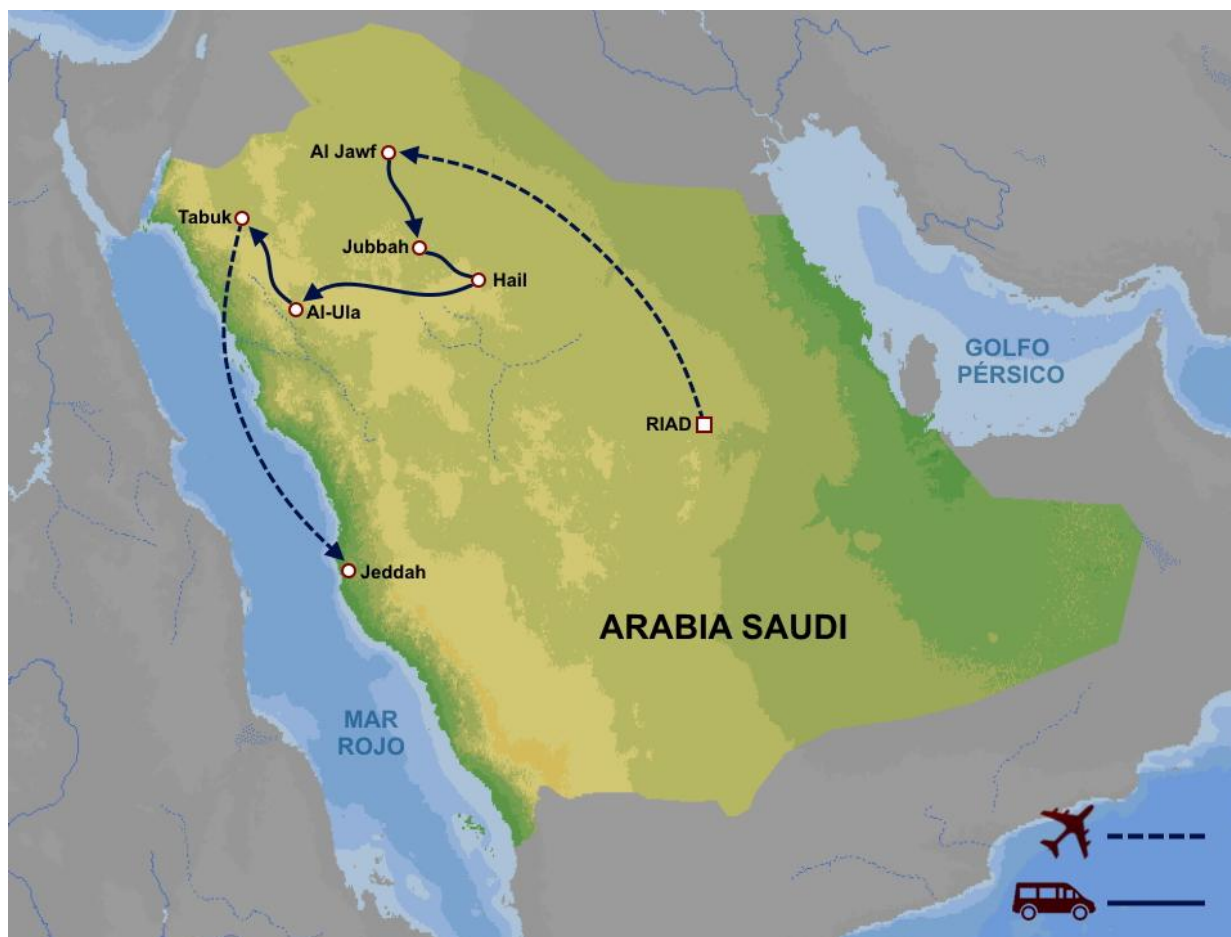 Al Jawf
Tabuk
Jubbah
Hail
Al-Ula
GOLFO
PÉRSICO
RIAD
Jeddah
ARABIA SAUDI
MAR
ROJO